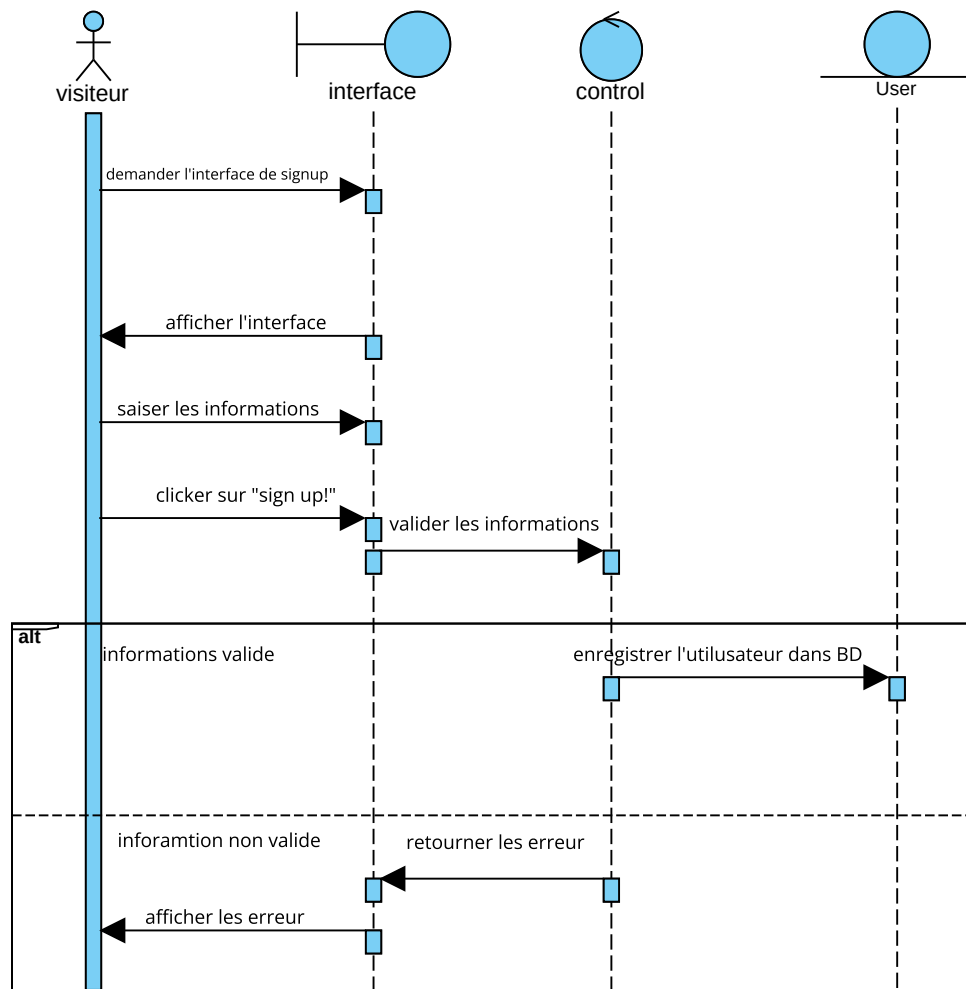 visiteur
interface
control
User
demander l'interface de signup
afficher l'interface
saiser les informations
clicker sur "sign up!"
valider les informations
alt
informations valide
enregistrer l'utilusateur dans BD
inforamtion non valide
retourner les erreur
afficher les erreur